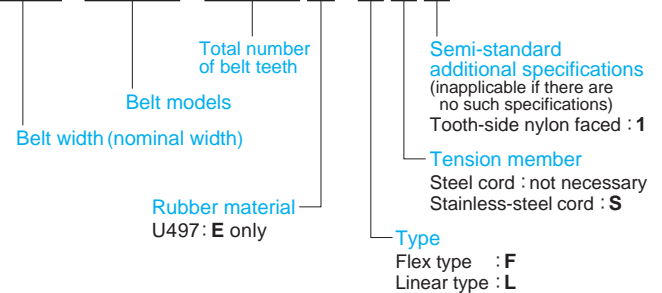 Total number
of belt teeth
Belt models
Belt width (nominal width)
Rubber material
U497: E only
Semi-standard
additional specifications
(inapplicable if there are
no such specifications)
Tooth-side nylon faced : 1
Tension member
Steel cord : not necessary
Stainless-steel cord : S
Type
Flex type : F
Linear type : L